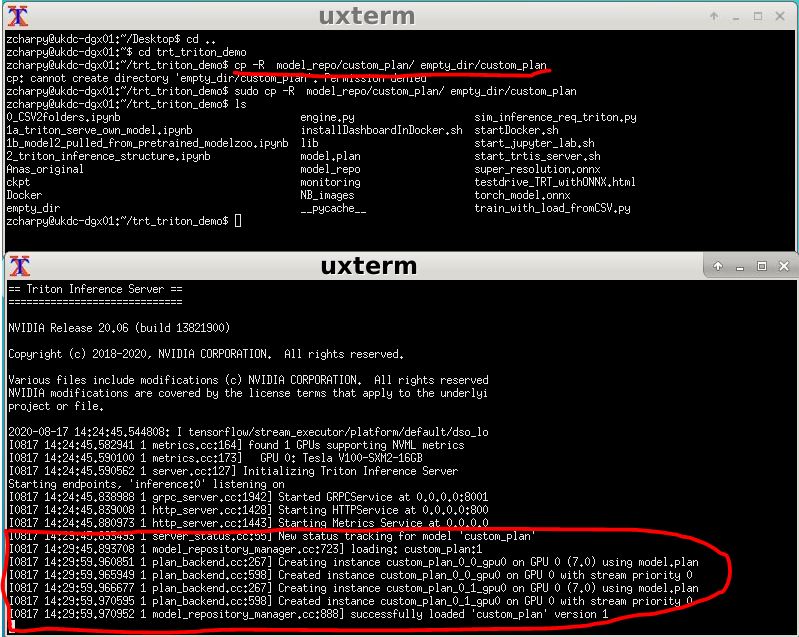 uxterm
zcharpy@ukdc-dgx01:~/Desktop$ cd ..
zcharpy@ukdc-dgx01:~$ cd trt_triton_demo
zcharpy@ukdc-dgx01:~/trt_triton_demo$ cp -R  model_repo/custom_plan/ empty_dir/custom_plan
cp: cannot create directory 'empty_dir/custom_plan': Permission denied
zcharpy@ukdc-dgx01:~/trt_triton_demo$ sudo cp -R  model_repo/custom_plan/ empty_dir/custom_plan
zcharpy@ukdc-dgx01:~/trt_triton_demo$ ls
0_CSV2folders.ipynb engine.py sim_inference_req_triton.py
1a_triton_serve_own_model.ipynb installDashboardInDocker.sh startDocker.sh
1b_model2_pulled_from_pretrained_modelzoo.ipynb lib start_jupyter_lab.sh
2_triton_inference_structure.ipynb model.plan start_trtis_server.sh
Anas_original model_repo super_resolution.onnx
ckpt monitoring testdrive_TRT_withONNX.html
Docker NB_images torch_model.onnx
empty_dir __pycache__ train_with_load_fromCSV.py
zcharpy@ukdc-dgx01:~/trt_triton_demo$
uxterm
== Triton Inference Server ==
=============================
NVIDIA Release 20.06 (build 13821900)
Copyright (c) 2018-2020, NVIDIA CORPORATION.  All rights reserved.
Various files include modifications (c) NVIDIA CORPORATION.  All rights reserved
NVIDIA modifications are covered by the license terms that apply to the underlyi
project or file.
2020-08-17 14:24:45.544808: I tensorflow/stream_executor/platform/default/dso_lo
I0817 14:24:45.582941 1 metrics.cc:164] found 1 GPUs supporting NVML metrics
I0817 14:24:45.590100 1 metrics.cc:173]   GPU 0: Tesla V100-SXM2-16GB
I0817 14:24:45.590562 1 server.cc:127] Initializing Triton Inference Server
Starting endpoints, 'inference:0' listening on
I0817 14:24:45.838988 1 grpc_server.cc:1942] Started GRPCService at 0.0.0.0:8001
I0817 14:24:45.839008 1 http_server.cc:1428] Starting HTTPService at 0.0.0.0:800
I0817 14:24:45.880973 1 http_server.cc:1443] Starting Metrics Service at 0.0.0.0
I0817 14:29:45.893493 1 server_status.cc:55] New status tracking for model 'custom_plan'
I0817 14:29:45.893708 1 model_repository_manager.cc:723] loading: custom_plan:1
I0817 14:29:59.960851 1 plan_backend.cc:267] Creating instance custom_plan_0_0_gpu0 on GPU 0 (7.0) using model.plan
I0817 14:29:59.965949 1 plan_backend.cc:598] Created instance custom_plan_0_0_gpu0 on GPU 0 with stream priority 0
I0817 14:29:59.966677 1 plan_backend.cc:267] Creating instance custom_plan_0_1_gpu0 on GPU 0 (7.0) using model.plan
I0817 14:29:59.970595 1 plan_backend.cc:598] Created instance custom_plan_0_1_gpu0 on GPU 0 with stream priority 0
I0817 14:29:59.970952 1 model_repository_manager.cc:888] successfully loaded 'custom_plan' version 1